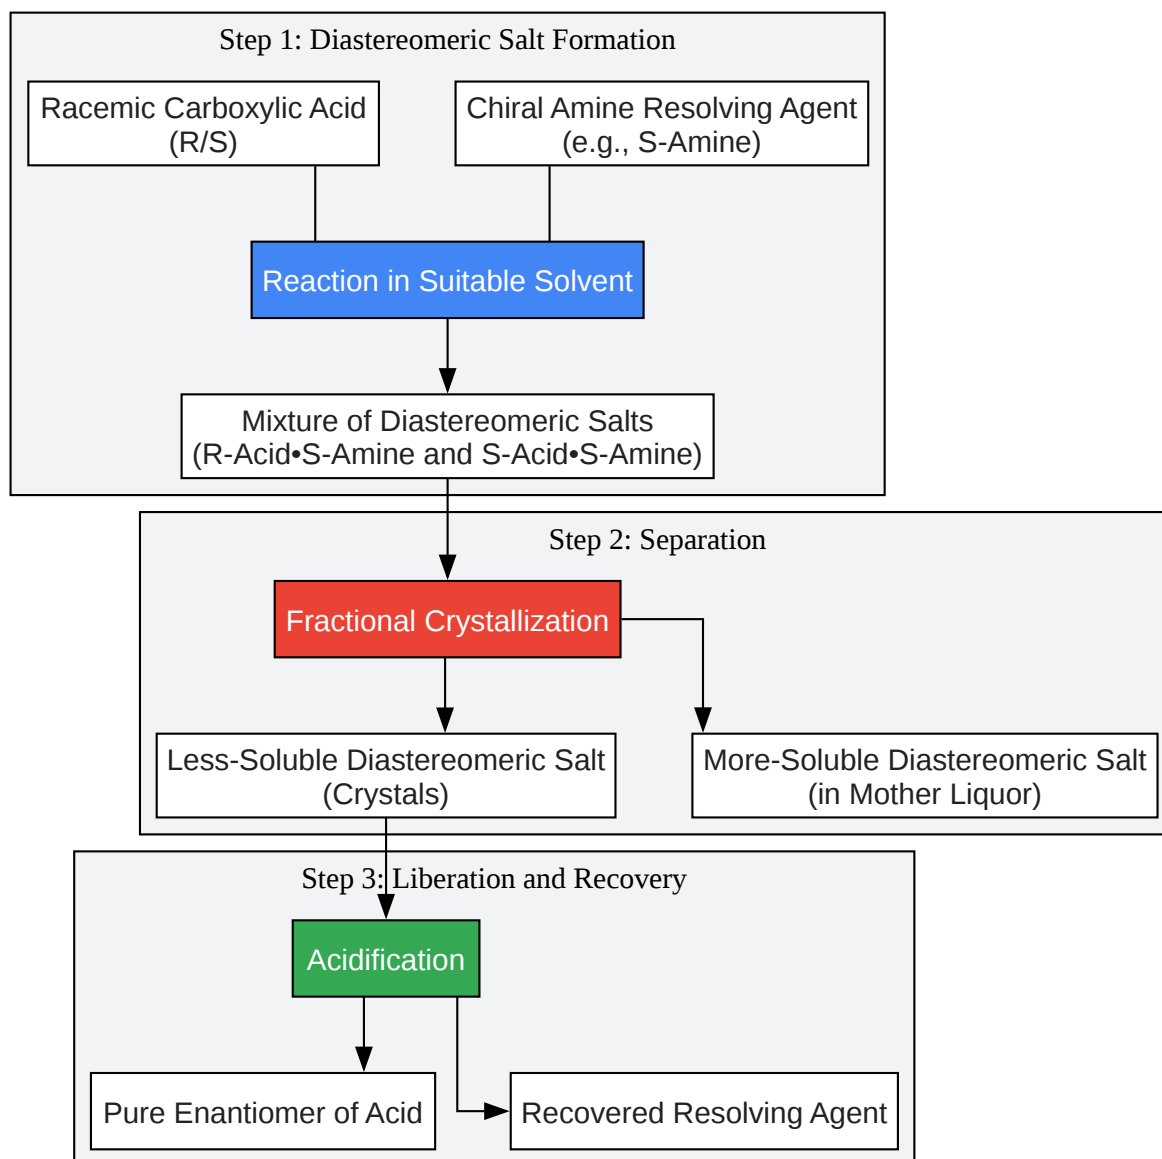 Step 1: Diastereomeric Salt Formation
Racemic Carboxylic Acid
(R/S)
Chiral Amine Resolving Agent
(e.g., S-Amine)
Reaction in Suitable Solvent
Mixture of Diastereomeric Salts
(R-Acid•S-Amine and S-Acid•S-Amine)
Step 2: Separation
Fractional Crystallization
Less-Soluble Diastereomeric Salt
(Crystals)
More-Soluble Diastereomeric Salt
(in Mother Liquor)
Step 3: Liberation and Recovery
Acidification
Pure Enantiomer of Acid
Recovered Resolving Agent